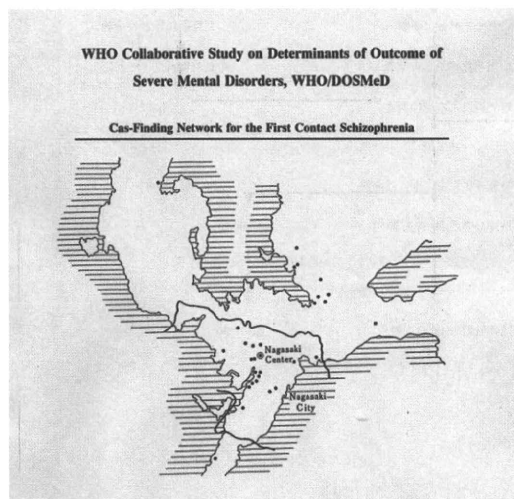 WHO Collaborative Study on Determinants of Outcome of
Severe Mental Disorders, WHO/DOSMeD
Cas-Finding Network for the First Contact Schizophrenia
Nagasaki
Center
Nagasaki
City